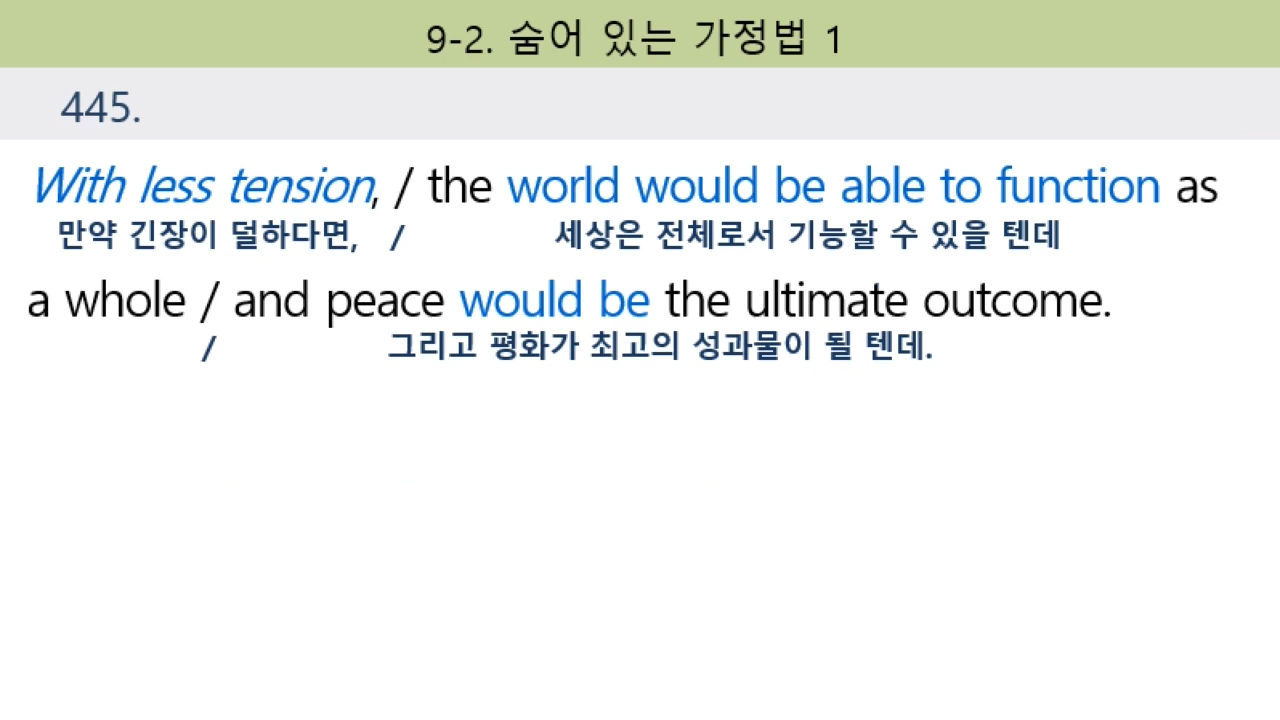 9-2. 숨어 있는 가정법 1
445.
With less tension, / the world would be able to function as
만약 긴장이 덜하다면, / 세상은 전체로서 기능할 수 있을 텐데
a whole / and peace would be the ultimate outcome.
/ 그리고 평화가 최고의 성과물이 될 텐데.